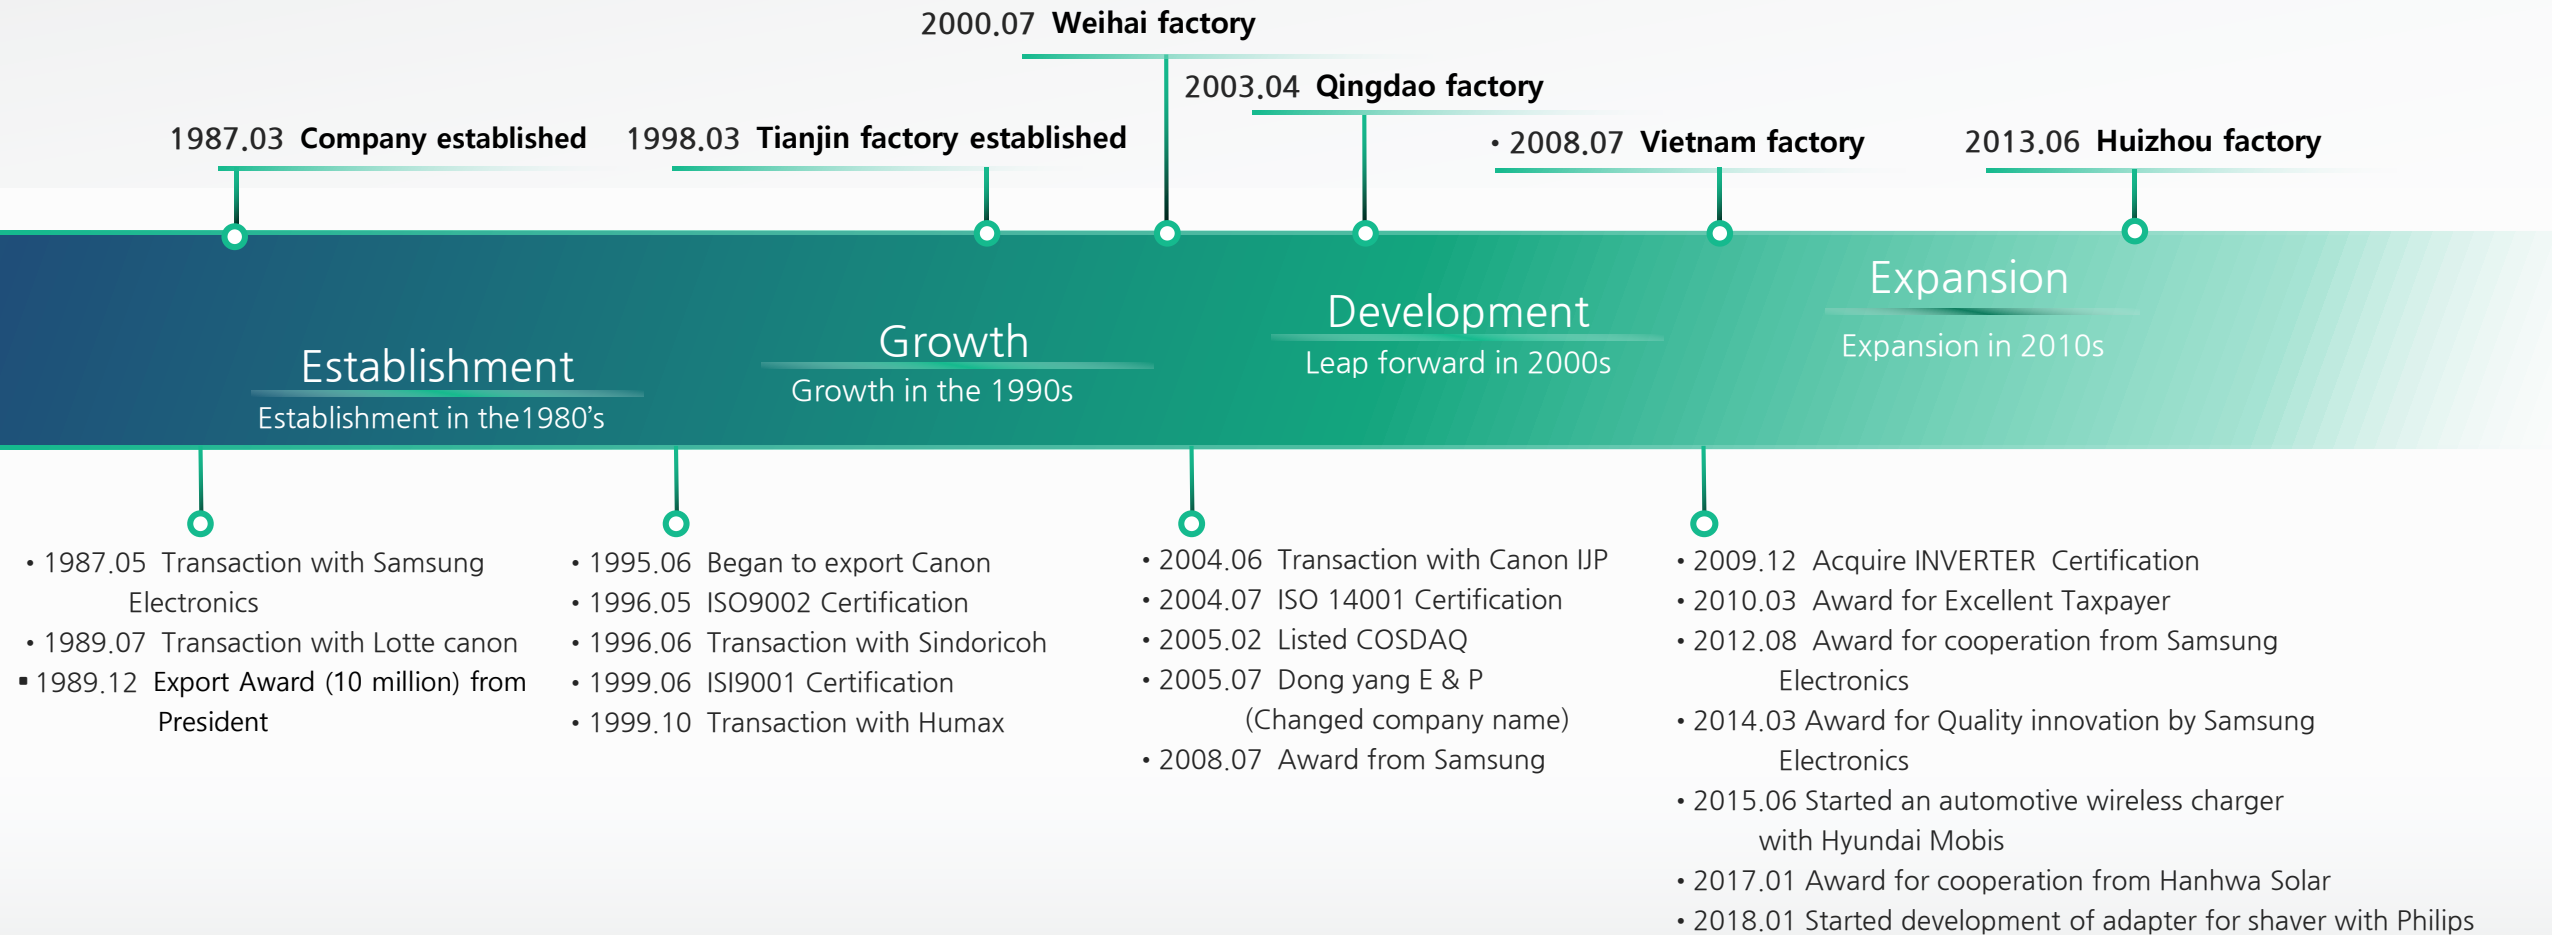 2000.07 Weihai factory
2003.04 Qingdao factory
1987.03 Company established
1998.03 Tianjin factory established
• 2008.07 Vietnam factory
2013.06 Huizhou factory
Establishment
Establishment in the1980’s
Growth
Growth in the 1990s
Development
Leap forward in 2000s
Expansion
Expansion in 2010s
• 1987.05 Transaction with Samsung
Electronics
• 1989.07 Transaction with Lotte canon
▪ 1989.12 Export Award (10 million) from
President
• 1995.06 Began to export Canon
• 1996.05 ISO9002 Certification
• 1996.06 Transaction with Sindoricoh
• 1999.06 ISI9001 Certification
• 1999.10 Transaction with Humax
• 2004.06 Transaction with Canon IJP
• 2004.07 ISO 14001 Certification
• 2005.02 Listed COSDAQ
• 2005.07 Dong yang E & P
(Changed company name)
• 2008.07 Award from Samsung
• 2009.12 Acquire INVERTER Certification
• 2010.03 Award for Excellent Taxpayer
• 2012.08 Award for cooperation from Samsung
Electronics
• 2014.03 Award for Quality innovation by Samsung
Electronics
• 2015.06 Started an automotive wireless charger
with Hyundai Mobis
• 2017.01 Award for cooperation from Hanhwa Solar
• 2018.01 Started development of adapter for shaver with Philips